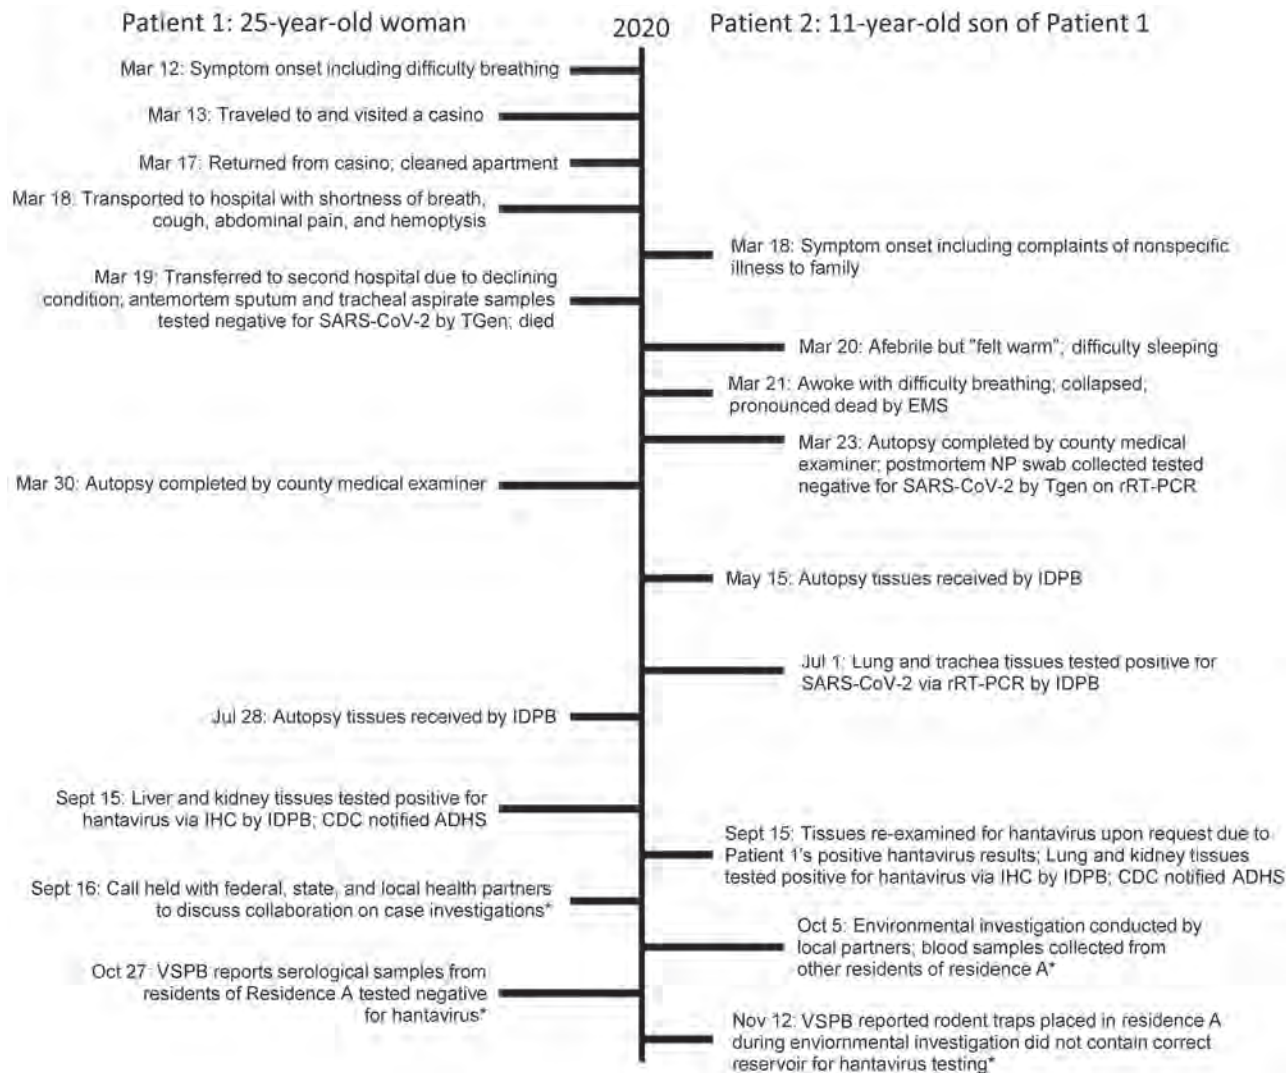 Patient 1: 25-year-old woman
2020
Patient 2: 11-year-old son of Patient 1
Mar 12: Symptom onset including difficulty breathing
Mar 13: Traveled to and visited a casino
Mar 17: Returned from casino; cleaned apartment
Mar 18: Transported to hospital with shortness of breath,
cough, abdominal pain, and hemoptysis
Mar 18: Symptom onset including complaints of nonspecific
illness to family
Mar 19: Transferred to second hospital due to declining
condition; antemortem sputum and tracheal aspirate samples
tested negative for SARS-CoV-2 by TGen; died
Mar 20: Afebrile but "felt warm"; difficulty sleeping
Mar 21: Awoke with difficulty breathing; collapsed;
pronounced dead by EMS
Mar 23: Autopsy completed by county medical
examiner; postmortem NP swab collected tested
negative for SARS-CoV-2 by Tgen on rRT-PCR
Mar 30: Autopsy completed by county medical examiner
May 15: Autopsy tissues received by IDPB
Jul 1: Lung and trachea tissues tested positive for
SARS-CoV-2 via rRT-PCR by IDPB
Jul 28: Autopsy tissues received by IDPB
Sept 15: Liver and kidney tissues tested positive for
hantavirus via IHC by IDPB; CDC notified ADHS
Sept 15: Tissues re-examined for hantavirus upon request due to
Patient 1's positive hantavirus results; Lung and kidney tissues
tested positive for hantavirus via IHC by IDPB; CDC notified ADHS
Sept 16: Call held with federal, state, and local health partners
to discuss collaboration on case investigations*
Oct 5: Environmental investigation conducted by
local partners; blood samples collected from
other residents of residence A*
Oct 27: VSPB reports serological samples from
residents of Residence A tested negative
for hantavirus*
Nov 12: VSPB reported rodent traps placed in residence A
during enviornmental investigation did not contain correct
reservoir for hantavirus testing*